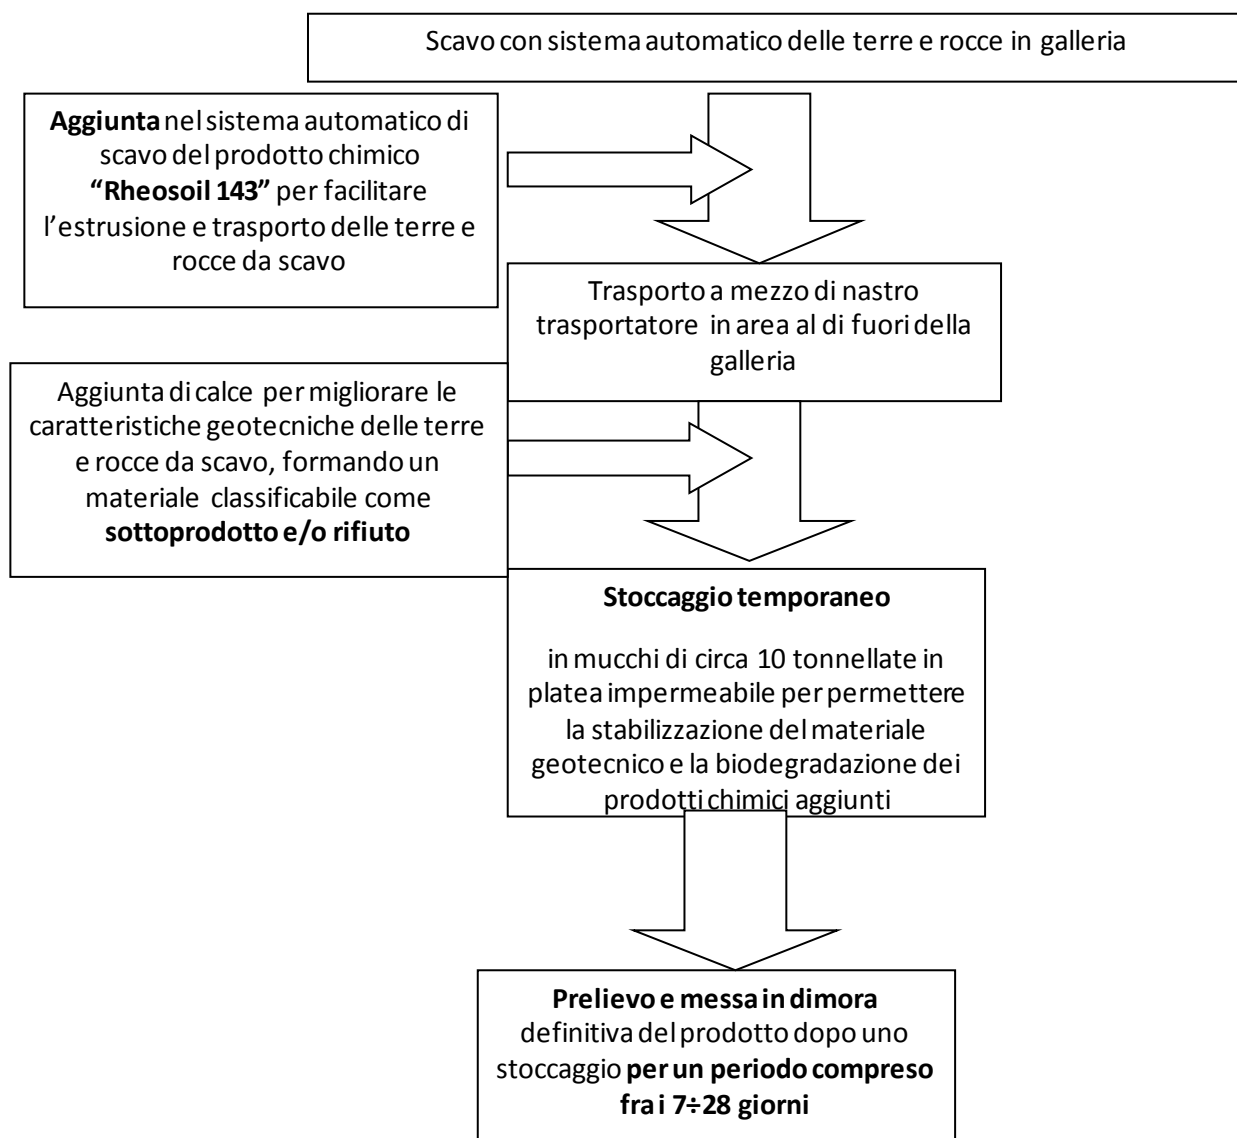 Scavo con sistema automatico delle terre e rocce in galleria
Aggiunta nel sistema automatico di
scavo del prodotto chimico
“Rheosoil 143” per facilitare
l’estrusione e trasporto delle terre e
rocce da scavo
Trasporto a mezzo di nastro
trasportatore in area al di fuori della
galleria
Aggiunta di calce per migliorare le
caratteristiche geotecniche delle terre
e rocce da scavo, formando un
materiale classificabile come
sottoprodotto e/o rifiuto
Stoccaggio temporaneo
in mucchi di circa 10 tonnellate in
platea impermeabile per permettere
la stabilizzazione del materiale
geotecnico e la biodegradazione dei
prodotti chimici aggiunti
Prelievo e messa in dimora
definitiva del prodotto dopo uno
stoccaggio per un periodo compreso
fra i 7÷28 giorni